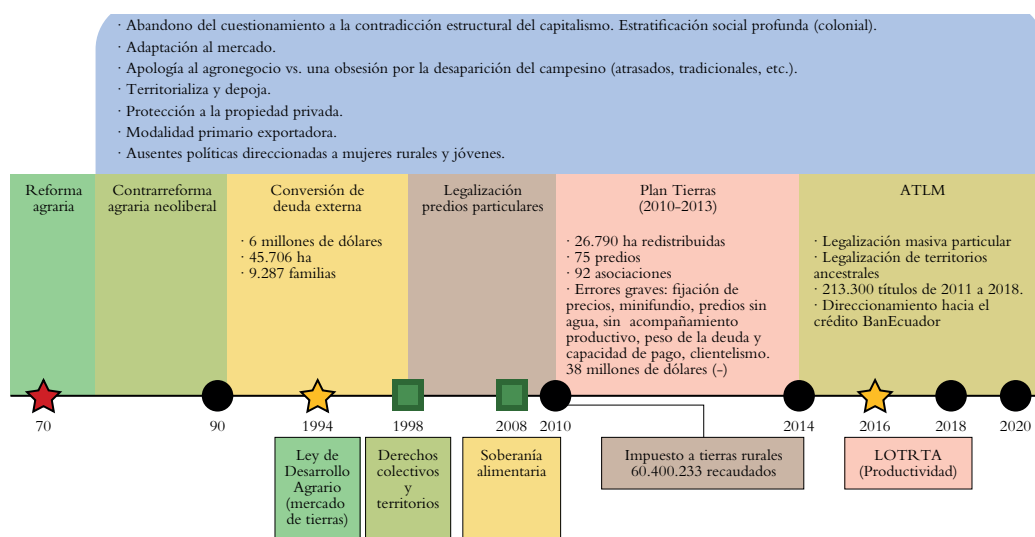 · Abandono del cuestionamiento a la contradicción estructural del capitalismo. Estratificación social profunda (colonial).
· Adaptación al mercado.
· Apología al agronegocio vs. una obsesión por la desaparición del campesino (atrasados, tradicionales, etc.).
· Territorializa y depoja.
· Protección a la propiedad privada.
· Modalidad primario exportadora.
· Ausentes políticas direccionadas a mujeres rurales y jóvenes.
Reforma
agraria
Contrarreforma
agraria neoliberal
Conversión de
deuda externa
· 6 millones de dólares
· 45.706 ha
· 9.287 familias
Legalización
predios particulares
Plan Tierras
(2010-2013)
· 26.790 ha redistribuidas
· 75 predios
· 92 asociaciones
· Errores graves: fijación de
precios, minifundio, predios sin
agua, sin acompañamiento
productivo, peso de la deuda y
capacidad de pago, clientelismo.
38 millones de dólares (-)
ATLM
· Legalización masiva particular
· Legalización de territorios
ancestrales
· 213.300 títulos de 2011 a 2018.
· Direccionamiento hacia el
crédito BanEcuador
70
90
1994
1998
2008
2010
2014
2016
2018
2020
Ley de
Desarrollo
Agrario
(mercado
de tierras)
Derechos
colectivos
y
territorios
Soberanía
alimentaria
Impuesto a tierras rurales
60.400.233 recaudados
LOTRTA
(Productividad)